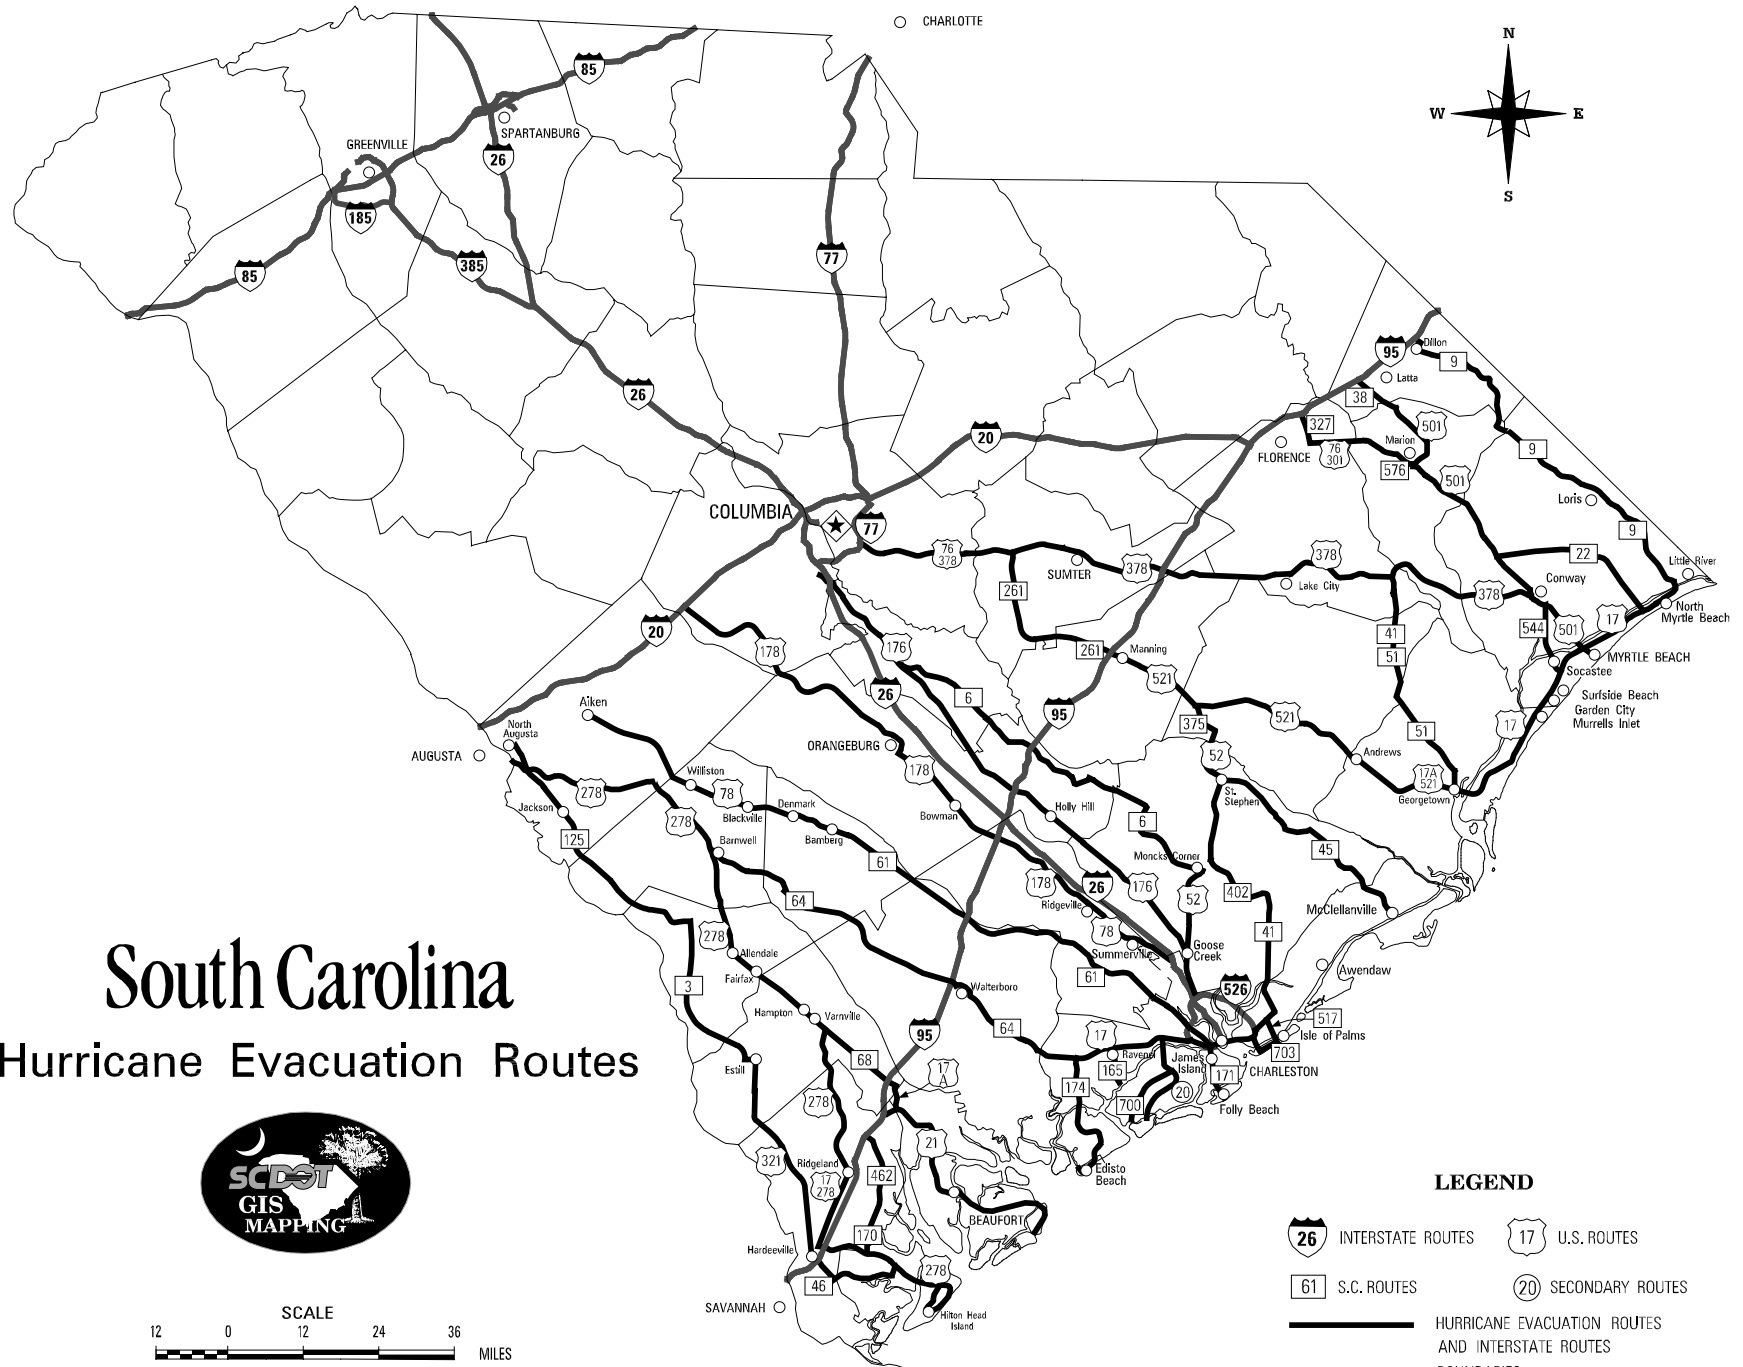 CHARLOTTE
N
W
E
S
85
SPARTANBURG
GREENVILLE
26
185
77
385
85
95
Dillon
9
Latta
26
38
327
501
20
Marion
FLORENCE
76
301
9
576
501
Loris
COLUMBIA
77
9
76
378
SUMTER
378
378
22
Little River
Lake City
Conway
261
378
North
Myrtle Beach
17
544
501
20
178
176
41
261
Manning
51
MYRTLE BEACH
Socastee
521
26
6
Aiken
Surfside Beach
Garden City
Murrells Inlet
95
375
521
51
17
North
Augusta
AUGUSTA
ORANGEBURG
52
Andrews
178
Williston
278
78
17A
521
St.
Stephen
Georgetown
Jackson
Denmark
Blackville
Holly Hill
Bowman
278
6
125
Barnwell
Bamberg
45
61
Moncks Corner
178
26
176
402
64
52
Ridgeville
McClellanville
78
41
278
Summerville
Goose
Creek
Allendale
Fairfax
61
Awendaw
South Carolina
3
Walterboro
526
Hampton
Varnville
517
64
95
17
Isle of Palms
Hurricane Evacuation Routes
68
Ravenel
James
Island
703
Estill
17
A
165
171
CHARLESTON
174
20
278
700
Folly Beach
21
321
Ridgeland
Edisto
Beach
SCDOT
GIS
MAPPING
17
278
462
LEGEND
BEAUFORT
170
26
INTERSTATE ROUTES
17
U.S. ROUTES
Hardeeville
278
46
61
S.C. ROUTES
20
SECONDARY ROUTES
SAVANNAH
Hilton Head
Island
SCALE
12
0
12
24
36
MILES
HURRICANE EVACUATION ROUTES
AND INTERSTATE ROUTES